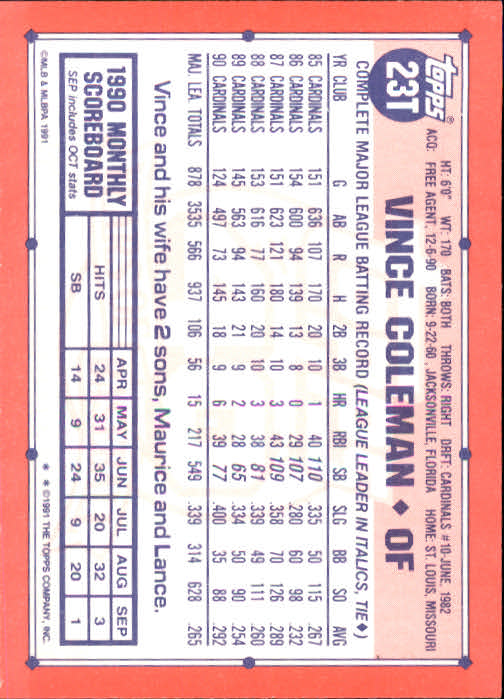 Topps®
23T
VINCE COLEMAN ◆ OF
HT: 6'0" WT: 170 BATS: BOTH THROWS: RIGHT DRFT: CARDINALS #10-JUNE, 1982
ACQ: FREE AGENT, 12-6-90 BORN: 9-22-60, JACKSONVILLE, FLORIDA HOME: ST. LOUIS, MISSOURI
COMPLETE MAJOR LEAGUE BATTING RECORD (LEAGUE LEADER IN ITALICS, TIE◆)
YR CLUB G AB R H 2B 3B HR RBI SB SLG BB SO AVG
85 CARDINALS 151 636 107 170 20 10 1 40 110 .335 50 115 .267
86 CARDINALS 154 600 94 139 13 8 0 29 107 .280 60 98 .232
87 CARDINALS 151 623 121 180 14 10 3 43 109 .358 70 126 .289
88 CARDINALS 153 616 77 160 20 10 3 38 81 .339 49 111 .260
89 CARDINALS 145 563 94 143 21 9 2 28 65 .334 50 90 .254
90 CARDINALS 124 497 73 145 18 9 6 39 77 .400 35 88 .292
MAJ. LEA. TOTALS 878 3535 566 937 106 56 15 217 549 .339 314 628 .265
Vince and his wife have 2 sons, Maurice and Lance.
1990 MONTHLY
SCOREBOARD
SEP includes OCT stats
APR MAY JUN JUL AUG SEP
HITS 24 31 35 20 32 3
SB 14 9 24 9 20 1
©MLB & MLBPA 1991
* * ©1991 THE TOPPS COMPANY, INC.